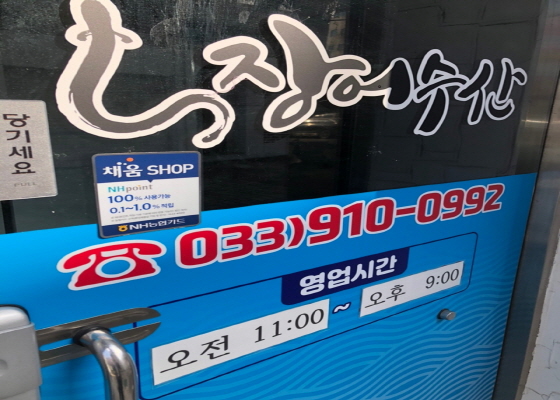 장어수산
당기세요
PULL
채움 SHOP
NHpoint
100% 사용가능
0.1~1.0% 적립
NH농협카드
033)910-0992
영업시간
오전 11:00 ~ 오후 9:00